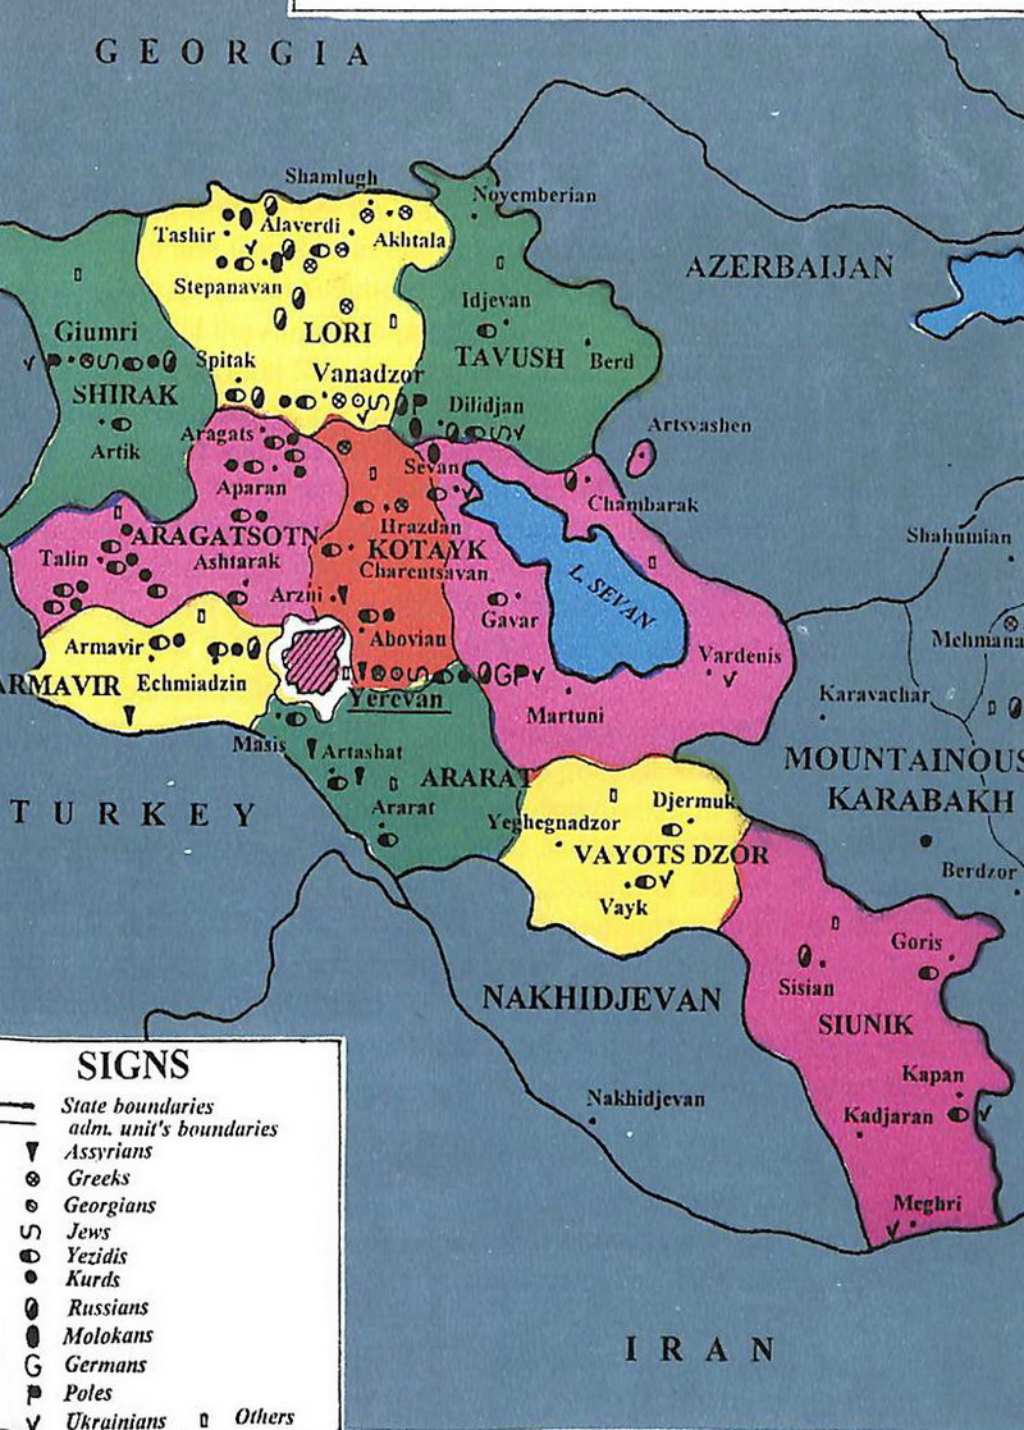 GEORGIA
Shamlugh
Noyemberian
Tashir
Alaverdi
Akhtala
AZERBAIJAN
Stepanavan
Idjevan
Giumri
LORI
Spitak
TAVUSH
Berd
Vanadzor
SHIRAK
Dilidjan
Artsvashen
Aragats
Artik
Sevan
Aparan
Chambarak
Hrazdan
ARAGATSOTN
Shahumian
KOTAYK
Talin
Ashtarak
Charentsavan
L. SEVAN
Arzni
Gavar
Abovian
Mehmana
Armavir
Vardenis
ARMAVIR
Echmiadzin
Karavachar
Yerevan
Martuni
Masis
Artashat
MOUNTAINOUS
KARABAKH
ARARAT
Ararat
TURKEY
Djermuk
Yeghegnadzor
VAYOTS DZOR
Berdzor
Vayk
Goris
Sisian
NAKHIDJEVAN
SIUNIK
Kapan
Nakhidjevan
Kadjaran
Meghri
IRAN
SIGNS
State boundaries
adm. unit's boundaries
Assyrians
Greeks
Georgians
Jews
Yezidis
Kurds
Russians
Molokans
Germans
Poles
Ukrainians
Others